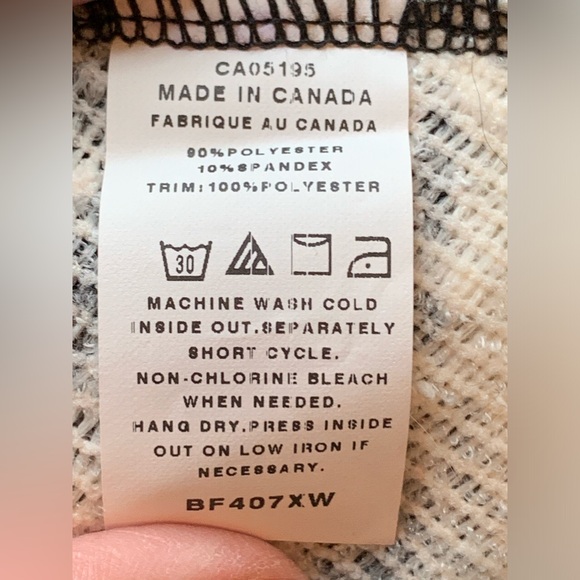 CA05195
MADE IN CANADA
FABRIQUE AU CANADA
90%POLYESTER
10%SPANDEX
TRIM:100%POLYESTER
30
MACHINE WASH COLD
INSIDE OUT.SEPARATELY
SHORT CYCLE.
NON-CHLORINE BLEACH
WHEN NEEDED.
HANG DRY.PRESS INSIDE
OUT ON LOW IRON IF
NECESSARY.
BF407XW